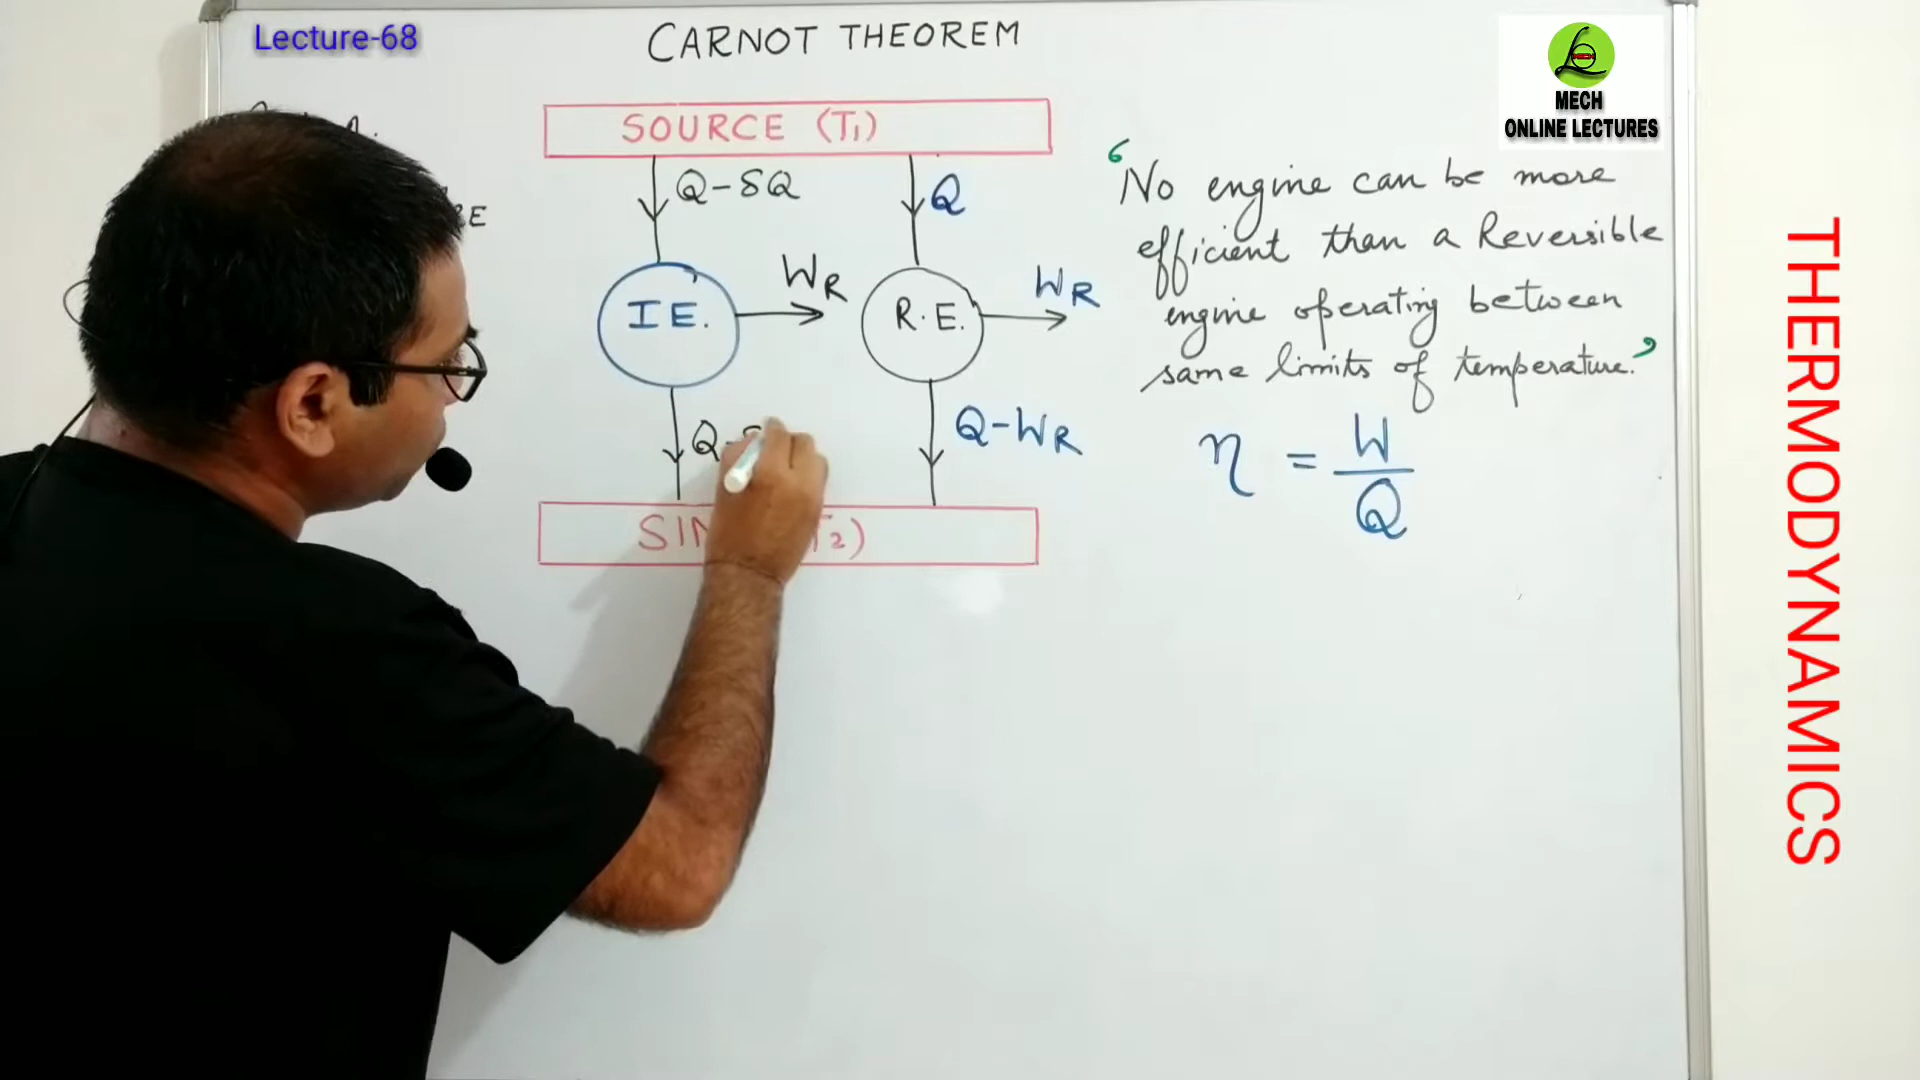 Lecture-68
CARNOT THEOREM
MECH
ONLINE LECTURES
SOURCE (T₁)
Q-δQ
Q
I E.
WR
R. E.
WR
Q-WR
(T₂)
‘No engine can be more
efficient than a Reversible
engine operating between
same limits of temperature.’
η = W/Q
THERMODYNAMICS